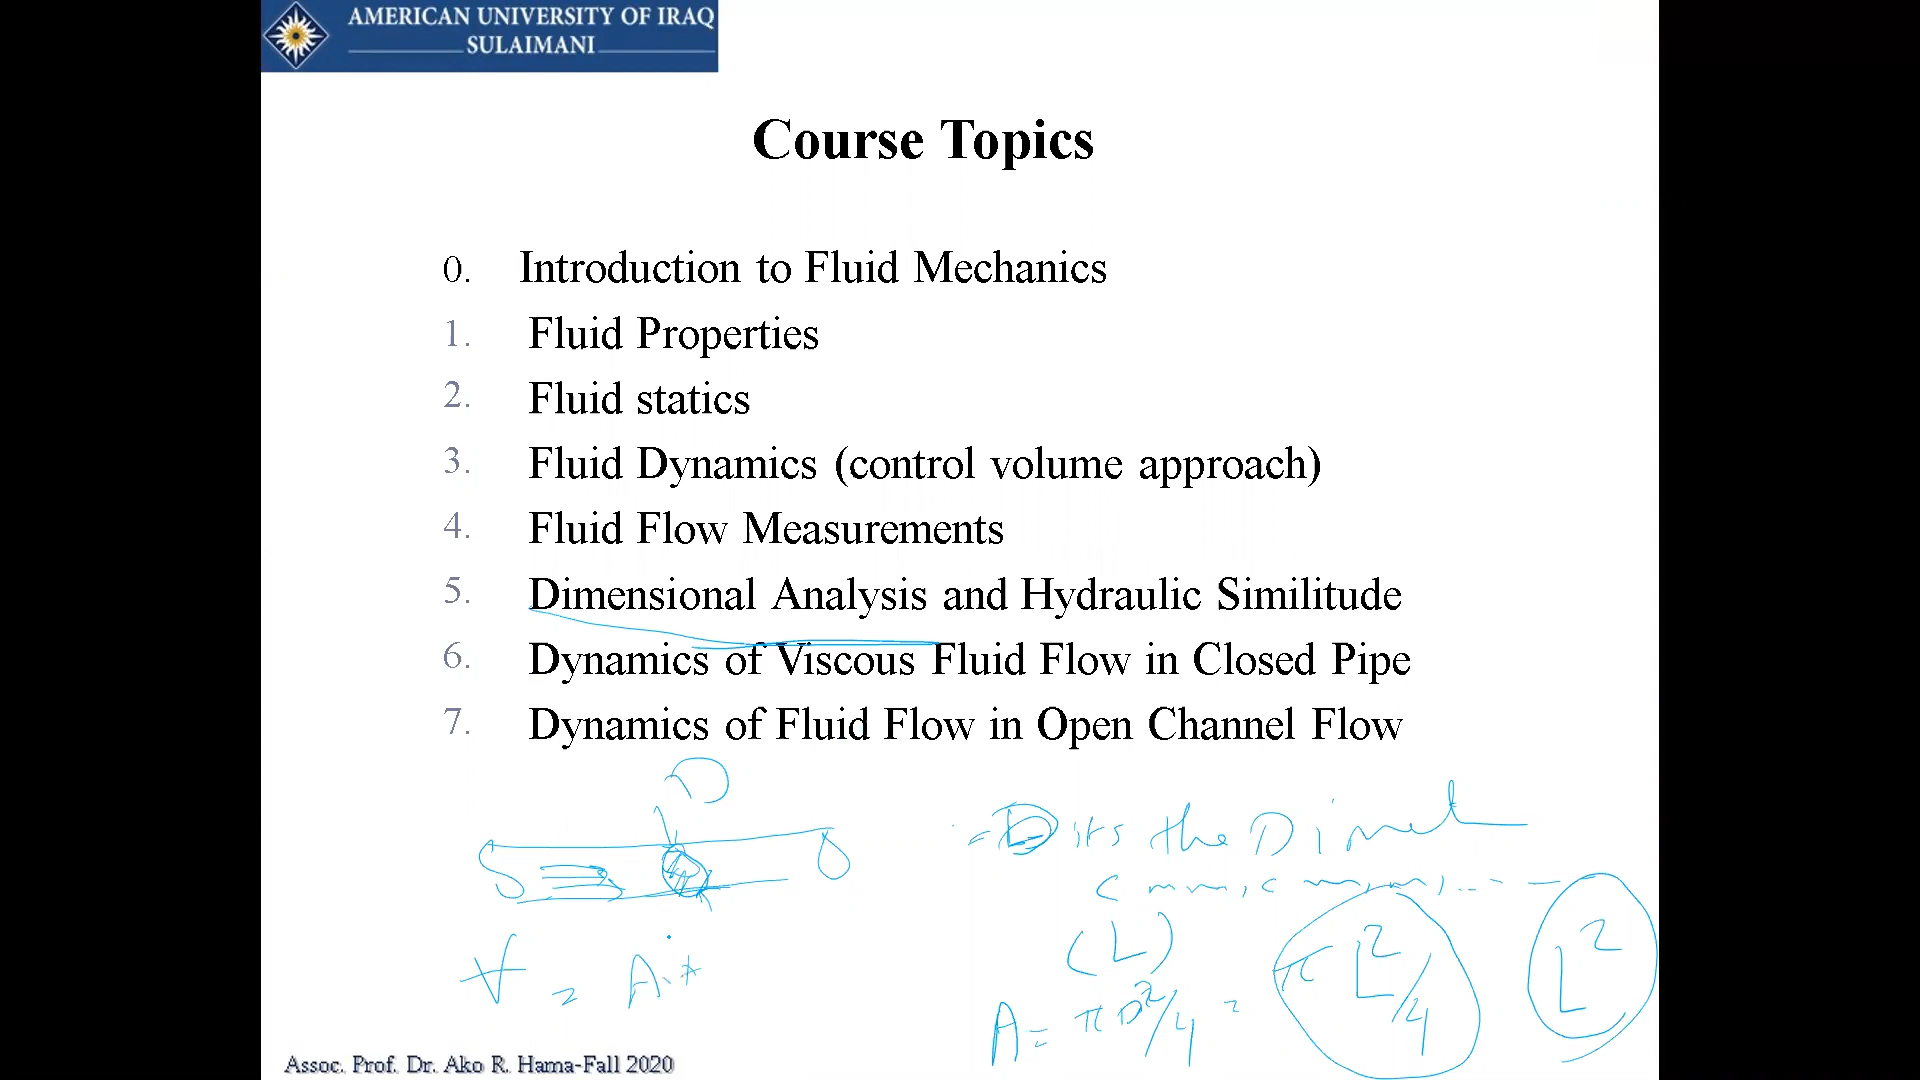 AMERICAN UNIVERSITY OF IRAQ
SULAIMANI
Course Topics
0. Introduction to Fluid Mechanics
1. Fluid Properties
2. Fluid statics
3. Fluid Dynamics (control volume approach)
4. Fluid Flow Measurements
5. Dimensional Analysis and Hydraulic Similitude
6. Dynamics of Viscous Fluid Flow in Closed Pipe
7. Dynamics of Fluid Flow in Open Channel Flow
D
= D its the
(L)
A = πD²/4 = π L²/4 L²
Assoc. Prof. Dr. Ako R. Hama-Fall 2020